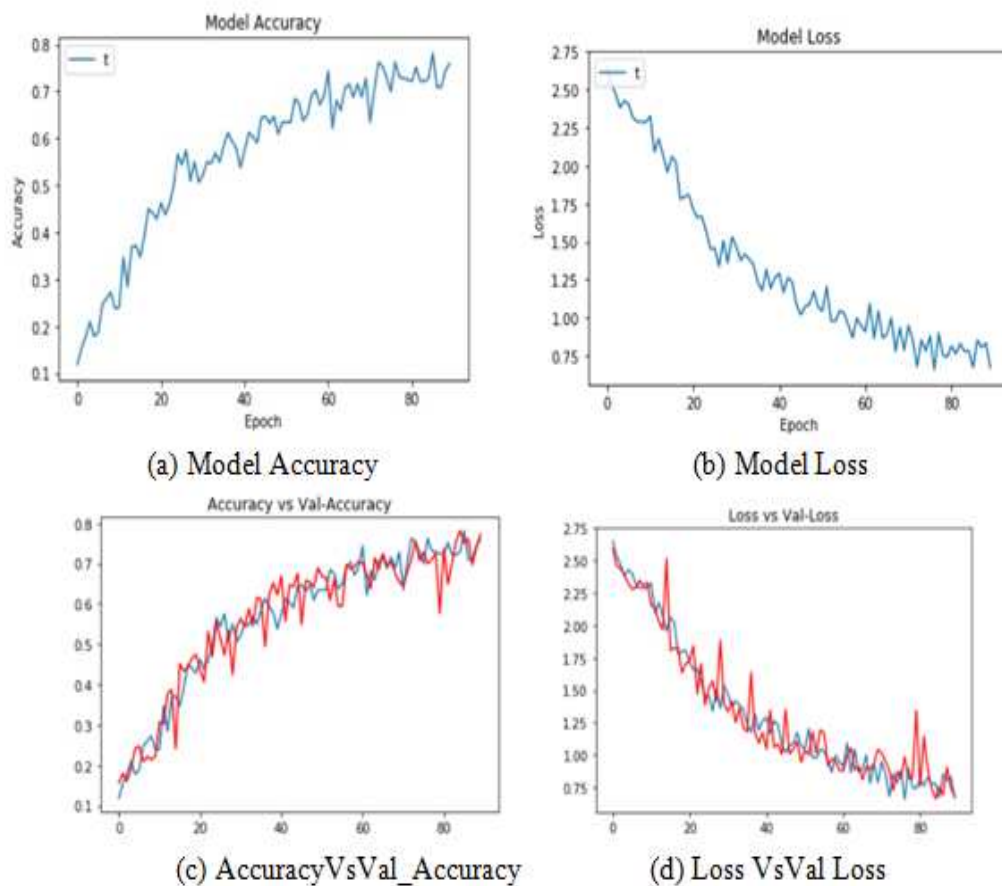 Model Accuracy
t
0.8
0.7
0.6
0.5
0.4
0.3
0.2
0.1
Accuracy
0 20 40 60 80
Epoch
(a) Model Accuracy
Model Loss
t
2.75
2.50
2.25
2.00
1.75
1.50
1.25
1.00
0.75
Loss
0 20 40 60 80
Epoch
(b) Model Loss
Accuracy vs Val-Accuracy
0.8
0.7
0.6
0.5
0.4
0.3
0.2
0.1
0 20 40 60 80
(c) AccuracyVsVal_Accuracy
Loss vs Val-Loss
2.75
2.50
2.25
2.00
1.75
1.50
1.25
1.00
0.75
0 20 40 60 80
(d) Loss VsVal Loss